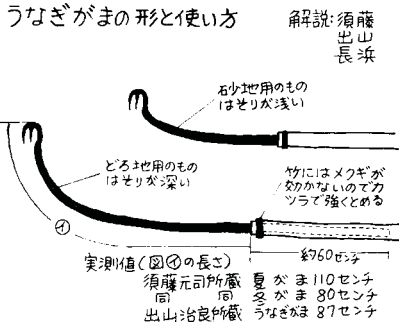 うなぎがまの形と使い方
解説:須藤
出山
長浜
砂地用のもの
はそりが浅い
どろ地用のもの
はそりが深い
竹にはメクギが
効かないのでカ
ツラで強くとめる
イ
約60センチ
実測値(図イの長さ)
須藤元司所蔵 夏がま110センチ
同 同 冬がま80センチ
出山治良所蔵 うなぎがま87センチ